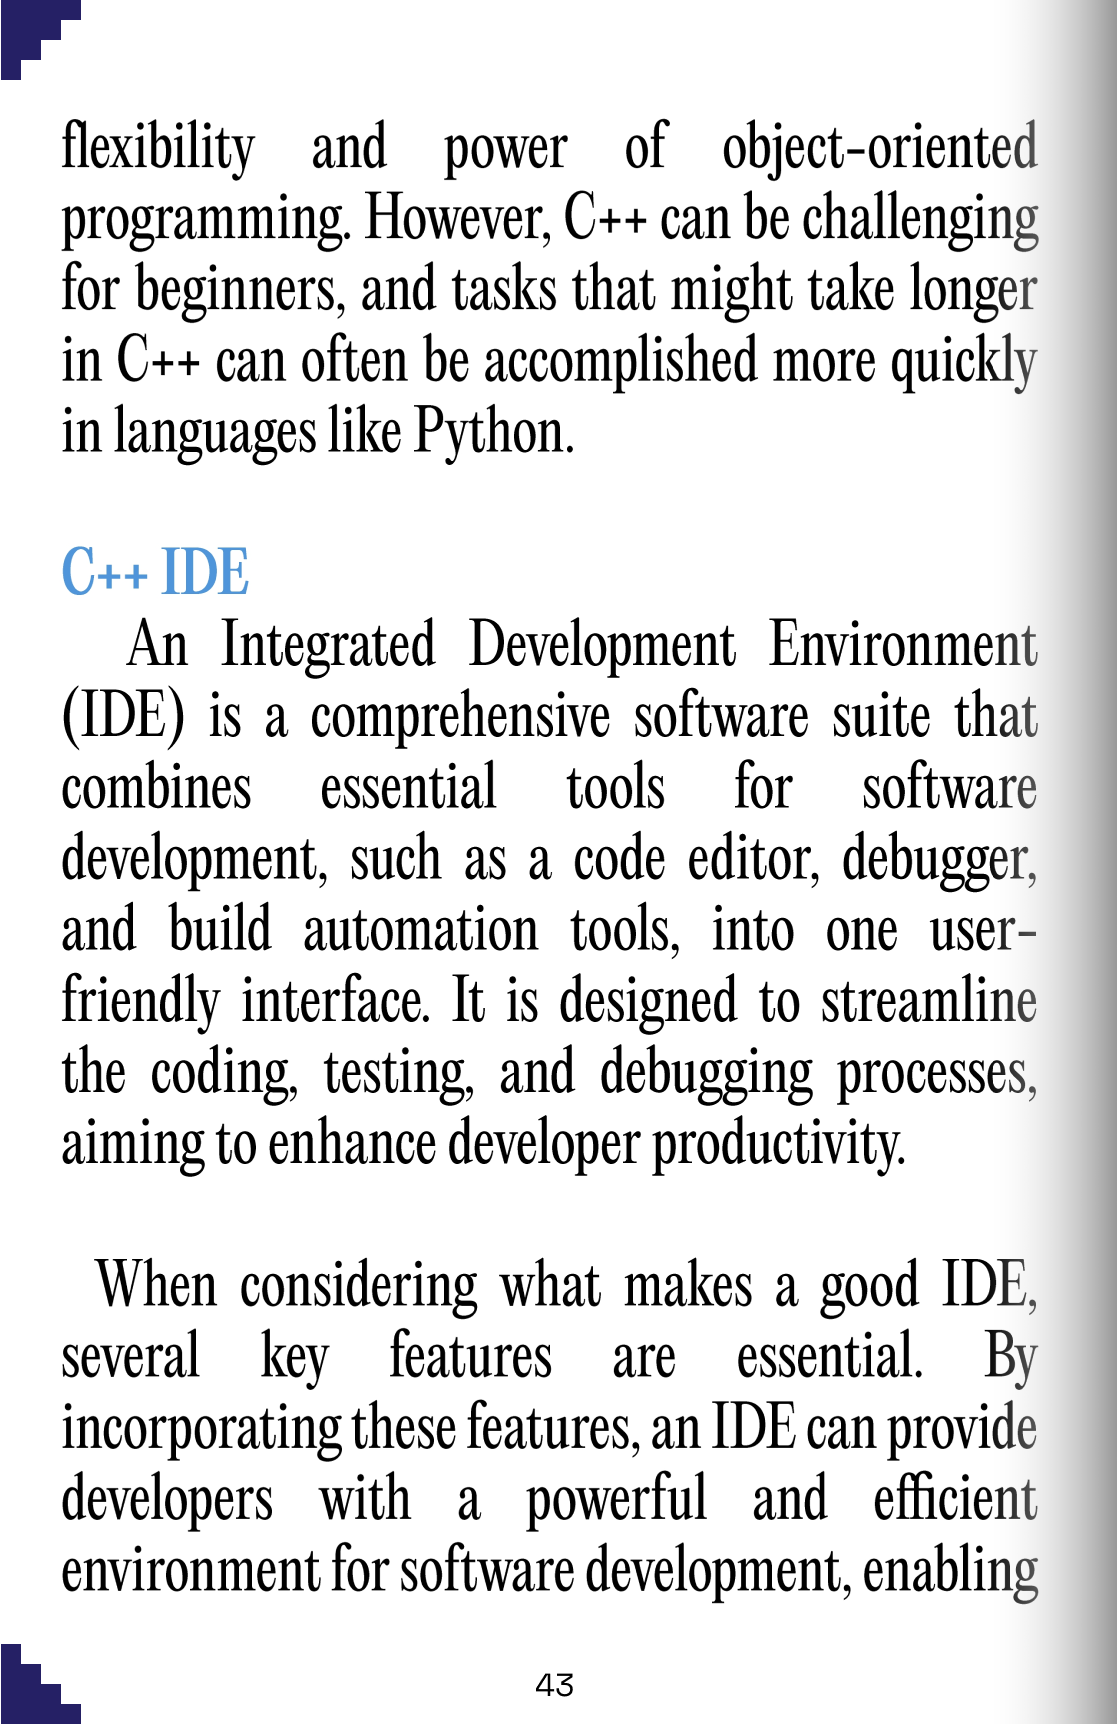 flexibility and power of object-oriented
programming. However, C++ can be challenging
for beginners, and tasks that might take longer
in C++ can often be accomplished more quickly
in languages like Python.
C++ IDE
An Integrated Development Environment
(IDE) is a comprehensive software suite that
combines essential tools for software
development, such as a code editor, debugger,
and build automation tools, into one user-
friendly interface. It is designed to streamline
the coding, testing, and debugging processes,
aiming to enhance developer productivity.
When considering what makes a good IDE,
several key features are essential. By
incorporating these features, an IDE can provide
developers with a powerful and efficient
environment for software development, enabling
43